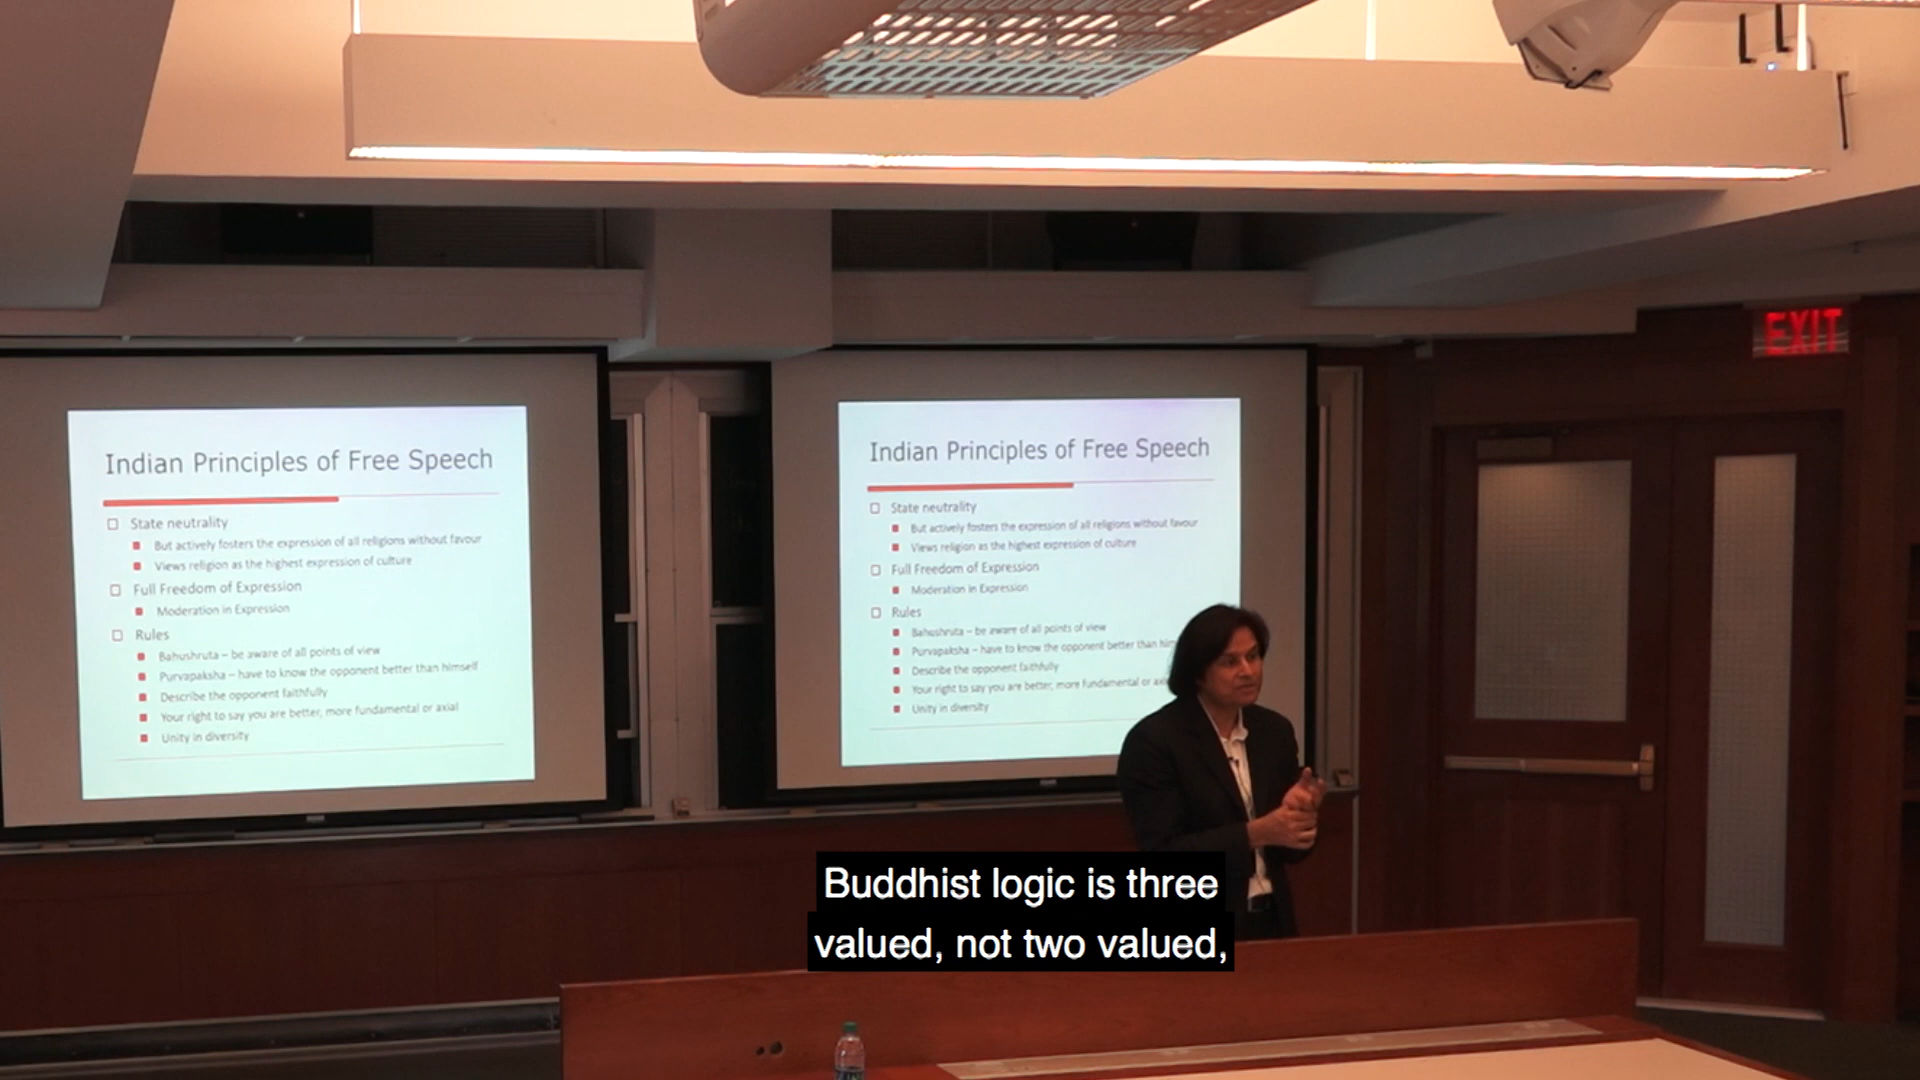 EXIT
Indian Principles of Free Speech
State neutrality
But actively fosters the expression of all religions without favour
Views religion as the highest expression of culture
Full Freedom of Expression
Moderation in Expression
Rules
Bahushruta – be aware of all points of view
Purvapaksha – have to know the opponent better than himself
Describe the opponent faithfully
Your right to say you are better, more fundamental or axial
Unity in diversity
Indian Principles of Free Speech
State neutrality
But actively fosters the expression of all religions without favour
Views religion as the highest expression of culture
Full Freedom of Expression
Moderation in Expression
Rules
Bahushruta – be aware of all points of view
Purvapaksha – have to know the opponent better than
Describe the opponent faithfully
Your right to say you are better, more fundamental or
Unity in diversity
Buddhist logic is three
valued, not two valued,